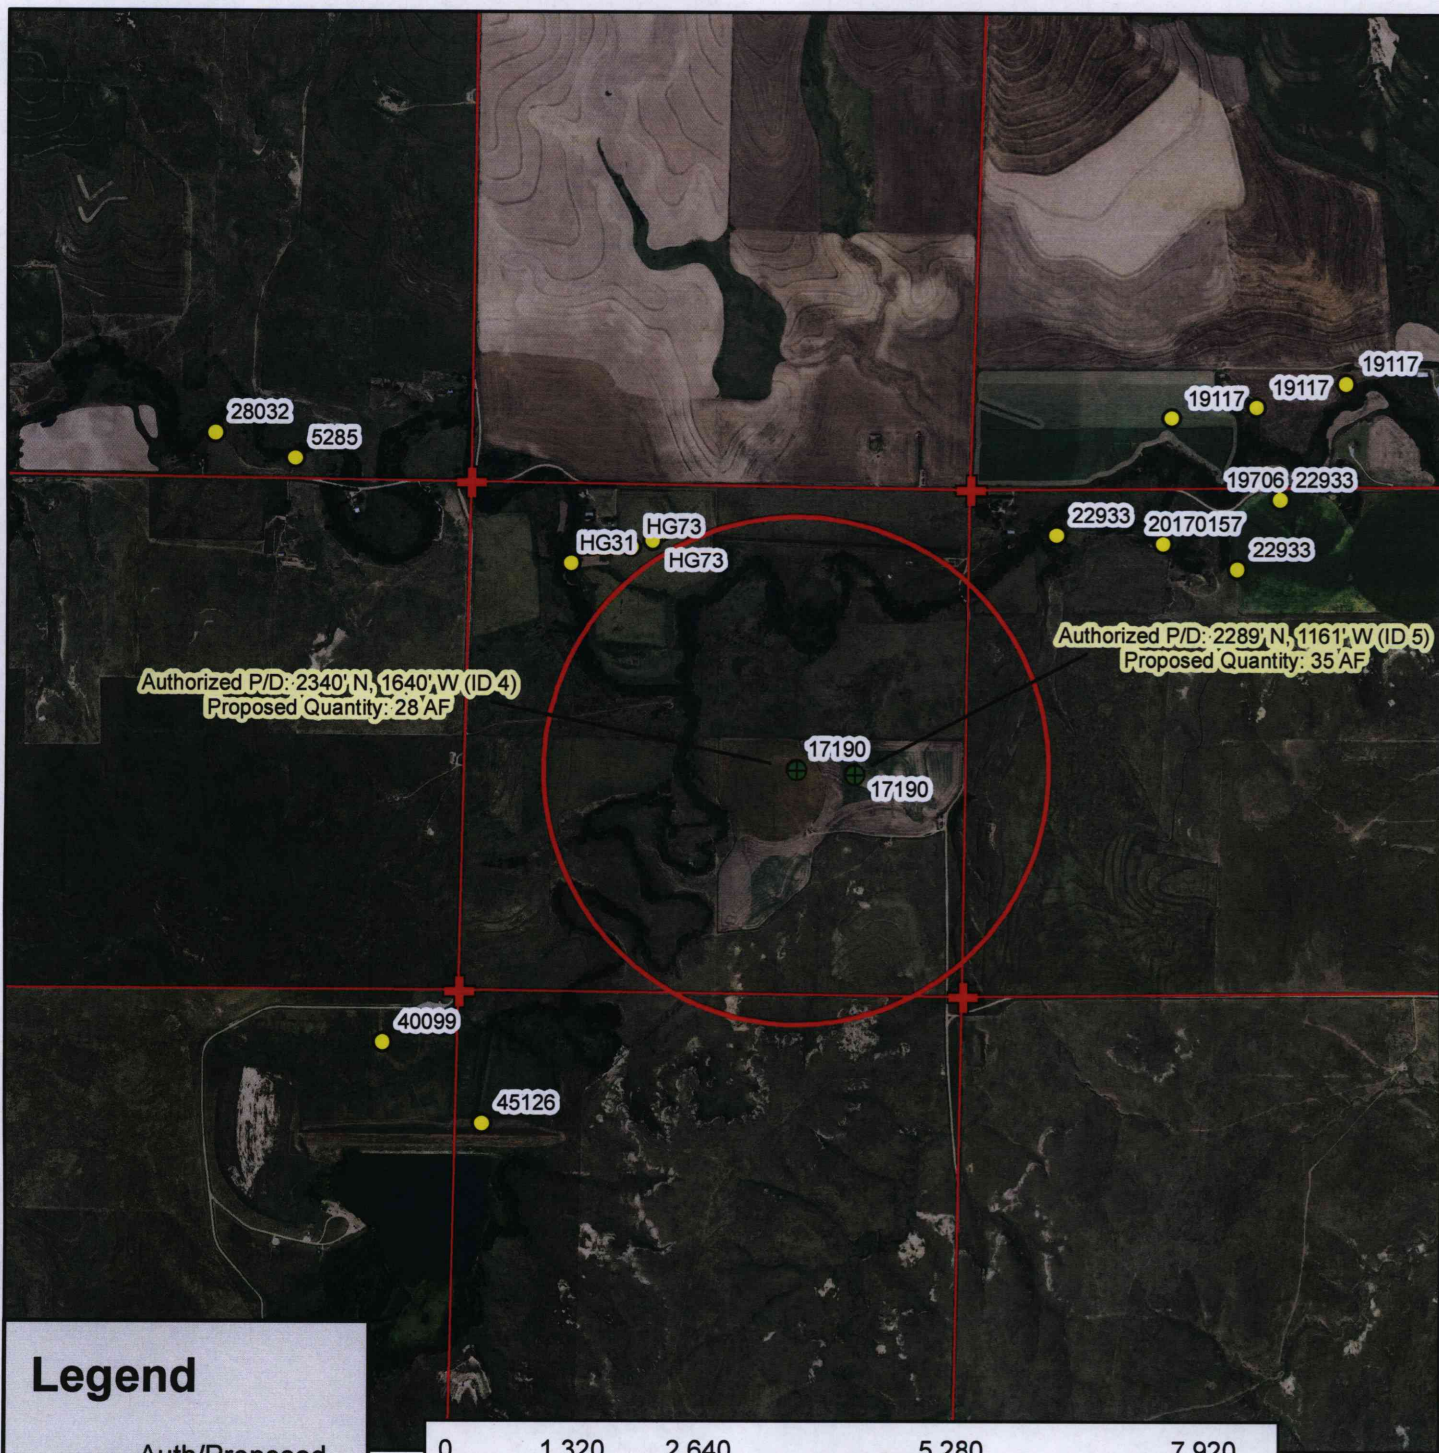 19117
19117
19117
28032
5285
19706 22933
22933
20170157
22933
HG73
HG31
HG73
Authorized P/D: 2289' N, 1161' W (ID 5)
Proposed Quantity: 35 AF
Authorized P/D: 2340' N, 1640' W (ID 4)
Proposed Quantity: 28 AF
17190
17190
40099
45126
Legend
Auth/Proposed
0 1,320 2,640 5,280 7,920